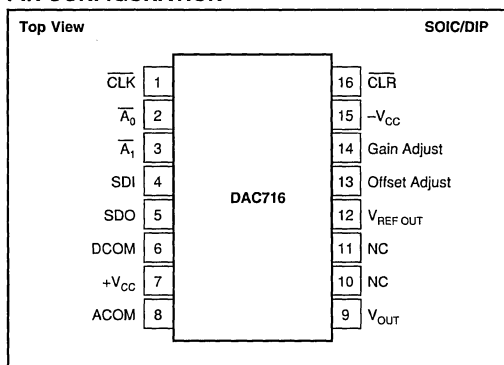 Top View SOIC/DIP
C̅L̅K̅ 1
A̅₀ 2
A̅₁ 3
SDI 4
SDO 5
DCOM 6
+V_CC 7
ACOM 8
DAC716
16 C̅L̅R̅
15 –V_CC
14 Gain Adjust
13 Offset Adjust
12 V_REF OUT
11 NC
10 NC
9 V_OUT